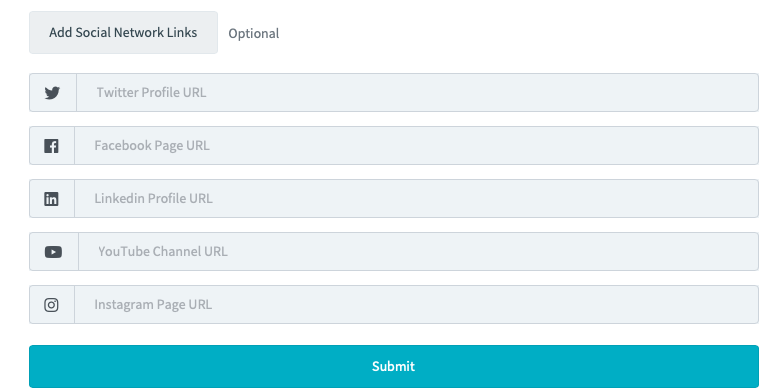 Add Social Network Links Optional
Twitter Profile URL
Facebook Page URL
Linkedin Profile URL
YouTube Channel URL
Instagram Page URL
Submit